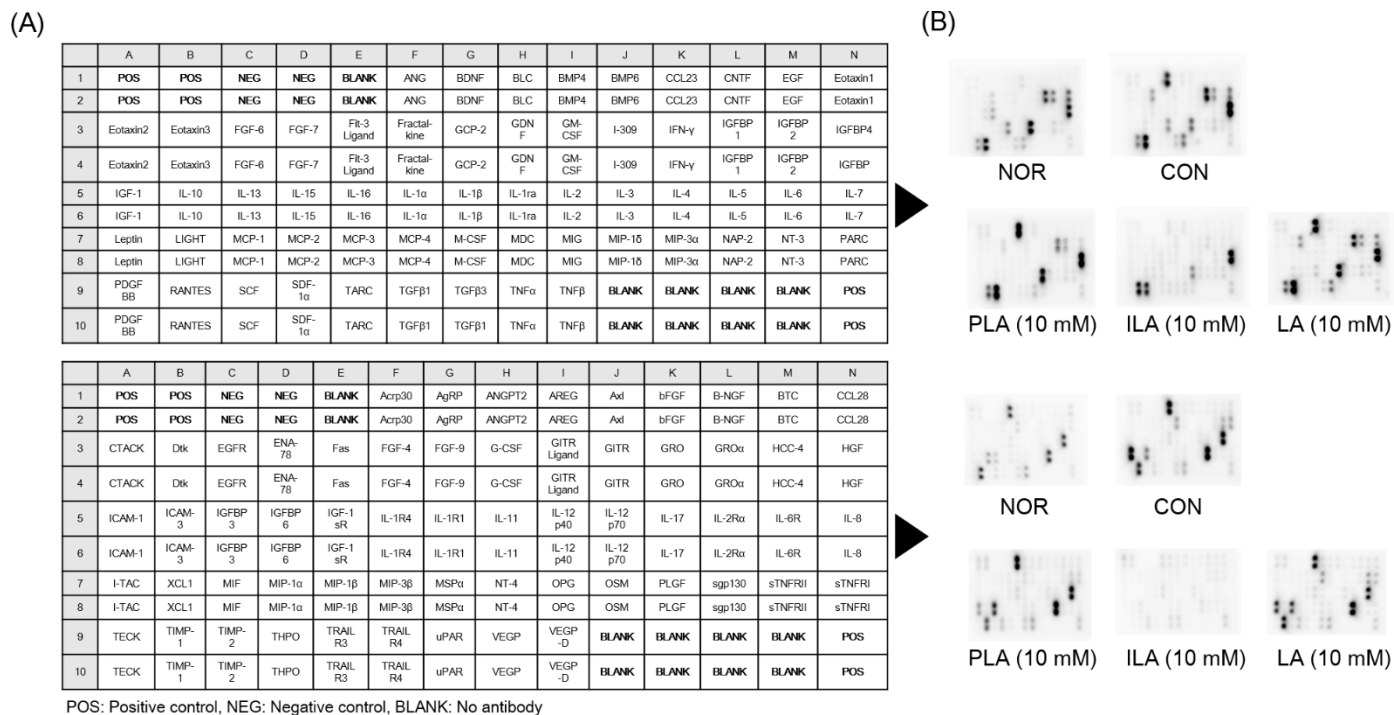 (A)
(B)
A B C D E F G H I J K L M N
1 POS POS NEG NEG BLANK ANG BDNF BLC BMP4 BMP6 CCL23 CNTF EGF Eotaxin1
2 POS POS NEG NEG BLANK ANG BDNF BLC BMP4 BMP6 CCL23 CNTF EGF Eotaxin1
3 Eotaxin2 Eotaxin3 FGF-6 FGF-7 Flt-3 Ligand Fractal-kine GCP-2 GDNF GM-CSF I-309 IFN-γ IGFBP1 IGFBP2 IGFBP4
4 Eotaxin2 Eotaxin3 FGF-6 FGF-7 Flt-3 Ligand Fractal-kine GCP-2 GDNF GM-CSF I-309 IFN-γ IGFBP1 IGFBP2 IGFBP
5 IGF-1 IL-10 IL-13 IL-15 IL-16 IL-1α IL-1β IL-1ra IL-2 IL-3 IL-4 IL-5 IL-6 IL-7
6 IGF-1 IL-10 IL-13 IL-15 IL-16 IL-1α IL-1β IL-1ra IL-2 IL-3 IL-4 IL-5 IL-6 IL-7
7 Leptin LIGHT MCP-1 MCP-2 MCP-3 MCP-4 M-CSF MDC MIG MIP-1δ MIP-3α NAP-2 NT-3 PARC
8 Leptin LIGHT MCP-1 MCP-2 MCP-3 MCP-4 M-CSF MDC MIG MIP-1δ MIP-3α NAP-2 NT-3 PARC
9 PDGF BB RANTES SCF SDF-1α TARC TGFβ1 TGFβ3 TNFα TNFβ BLANK BLANK BLANK BLANK POS
10 PDGF BB RANTES SCF SDF-1α TARC TGFβ1 TGFβ1 TNFα TNFβ BLANK BLANK BLANK BLANK POS
NOR CON
PLA (10 mM) ILA (10 mM) LA (10 mM)
A B C D E F G H I J K L M N
1 POS POS NEG NEG BLANK Acrp30 AgRP ANGPT2 AREG Axl bFGF B-NGF BTC CCL28
2 POS POS NEG NEG BLANK Acrp30 AgRP ANGPT2 AREG Axl bFGF B-NGF BTC CCL28
3 CTACK Dtk EGFR ENA-78 Fas FGF-4 FGF-9 G-CSF GITR Ligand GITR GRO GROα HCC-4 HGF
4 CTACK Dtk EGFR ENA-78 Fas FGF-4 FGF-9 G-CSF GITR Ligand GITR GRO GROα HCC-4 HGF
5 ICAM-1 ICAM-3 IGFBP3 IGFBP6 IGF-1 sR IL-1R4 IL-1R1 IL-11 IL-12 p40 IL-12 p70 IL-17 IL-2Rα IL-6R IL-8
6 ICAM-1 ICAM-3 IGFBP3 IGFBP6 IGF-1 sR IL-1R4 IL-1R1 IL-11 IL-12 p40 IL-12 p70 IL-17 IL-2Rα IL-6R IL-8
7 I-TAC XCL1 MIF MIP-1α MIP-1β MIP-3β MSPα NT-4 OPG OSM PLGF sgp130 sTNFRII sTNFRI
8 I-TAC XCL1 MIF MIP-1α MIP-1β MIP-3β MSPα NT-4 OPG OSM PLGF sgp130 sTNFRII sTNFRI
9 TECK TIMP-1 TIMP-2 THPO TRAIL R3 TRAIL R4 uPAR VEGP VEGP-D BLANK BLANK BLANK BLANK POS
10 TECK TIMP-1 TIMP-2 THPO TRAIL R3 TRAIL R4 uPAR VEGP VEGP-D BLANK BLANK BLANK BLANK POS
NOR CON
PLA (10 mM) ILA (10 mM) LA (10 mM)
POS: Positive control, NEG: Negative control, BLANK: No antibody